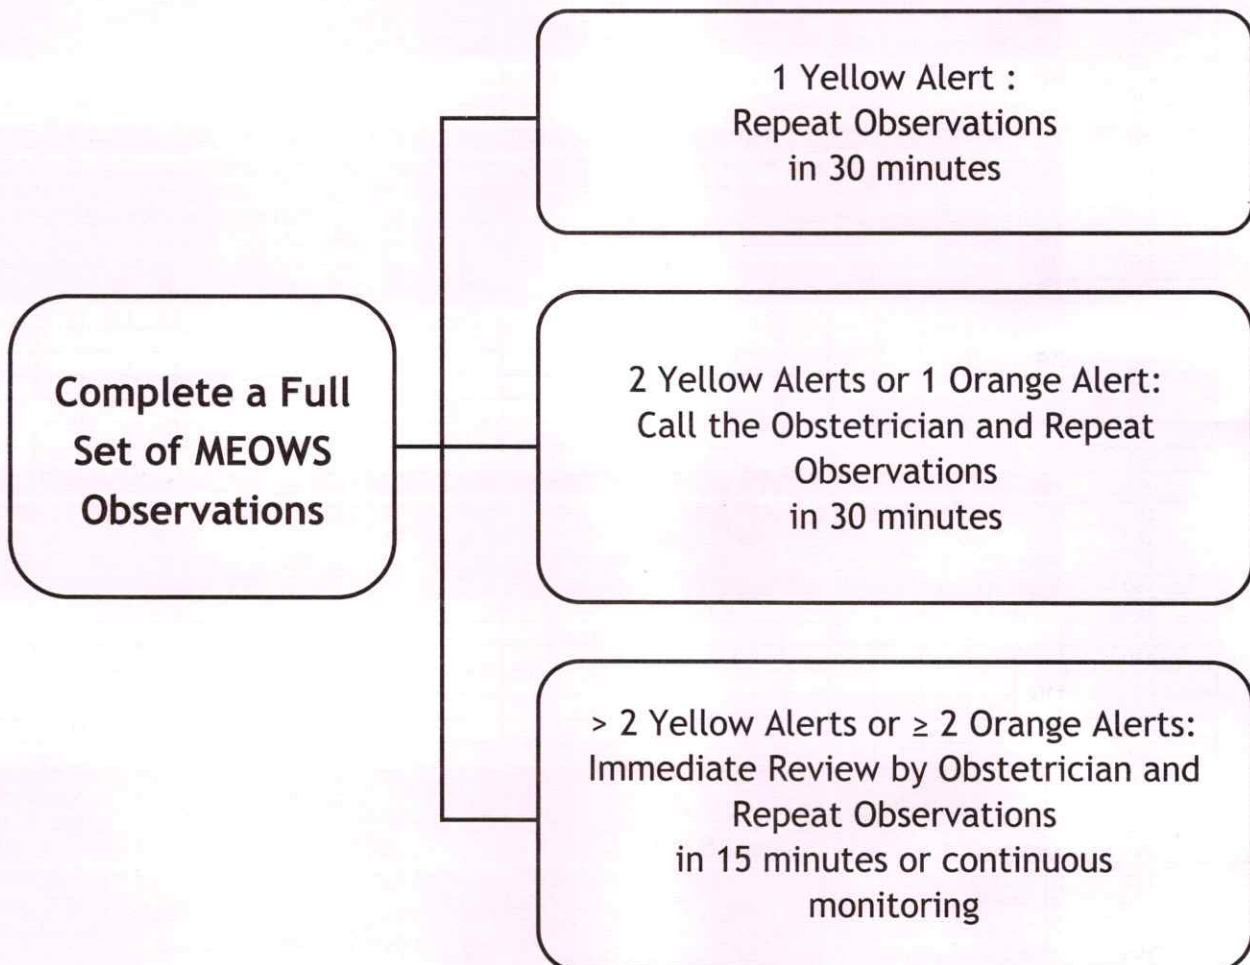 1 Yellow Alert :
Repeat Observations
in 30 minutes
Complete a Full
Set of MEOWS
Observations
2 Yellow Alerts or 1 Orange Alert:
Call the Obstetrician and Repeat
Observations
in 30 minutes
> 2 Yellow Alerts or ≥ 2 Orange Alerts:
Immediate Review by Obstetrician and
Repeat Observations
in 15 minutes or continuous
monitoring